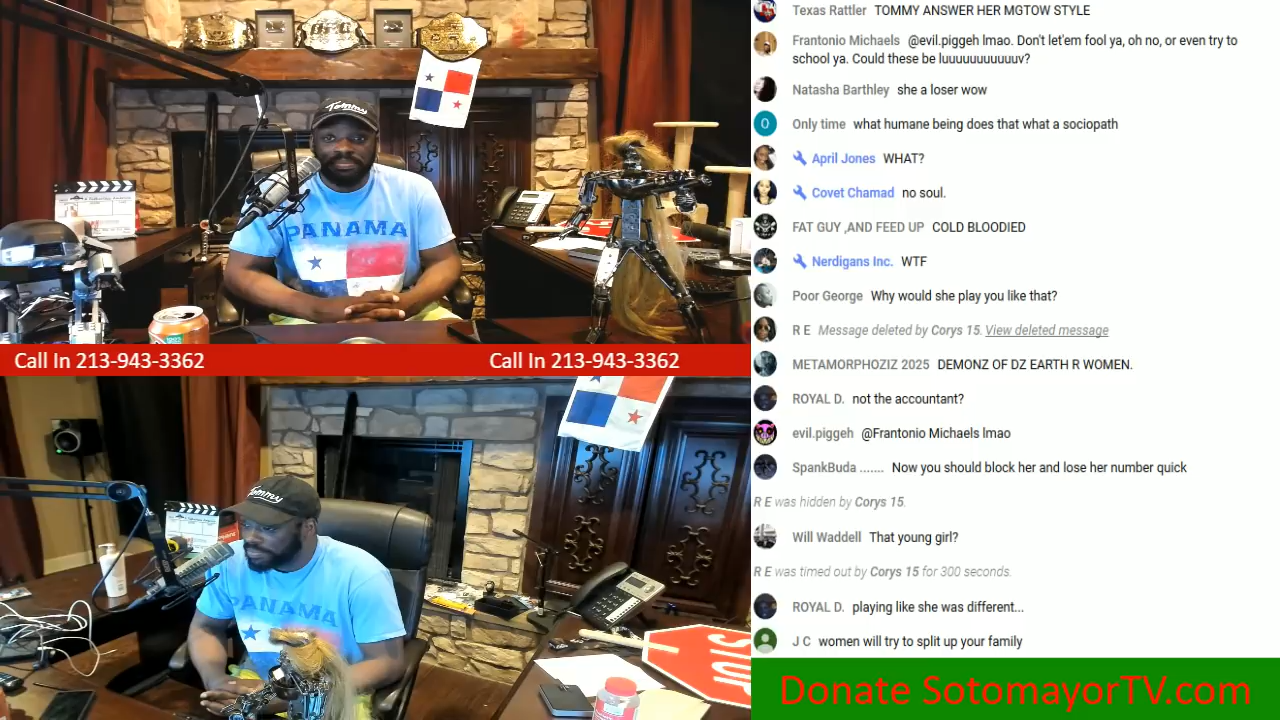 Tommy
PANAMA
Call In 213-943-3362
Call In 213-943-3362
Tommy
PANAMA
STOP
Texas Rattler TOMMY ANSWER HER MGTOW STYLE
Frantonio Michaels @evil.piggeh lmao. Don't let'em fool ya, oh no, or even try to
school ya. Could these be luuuuuuuuuuv?
Natasha Barthley she a loser wow
O
Only time what humane being does that what a sociopath
April Jones WHAT?
Covet Chamad no soul.
FAT GUY ,AND FEED UP COLD BLOODIED
Nerdigans Inc. WTF
Poor George Why would she play you like that?
R E Message deleted by Corys 15. View deleted message
METAMORPHOZIZ 2025 DEMONZ OF DZ EARTH R WOMEN.
ROYAL D. not the accountant?
evil.piggeh @Frantonio Michaels lmao
SpankBuda ....... Now you should block her and lose her number quick
R E was hidden by Corys 15.
Will Waddell That young girl?
R E was timed out by Corys 15 for 300 seconds.
ROYAL D. playing like she was different...
J C women will try to split up your family
Donate SotomayorTV.com